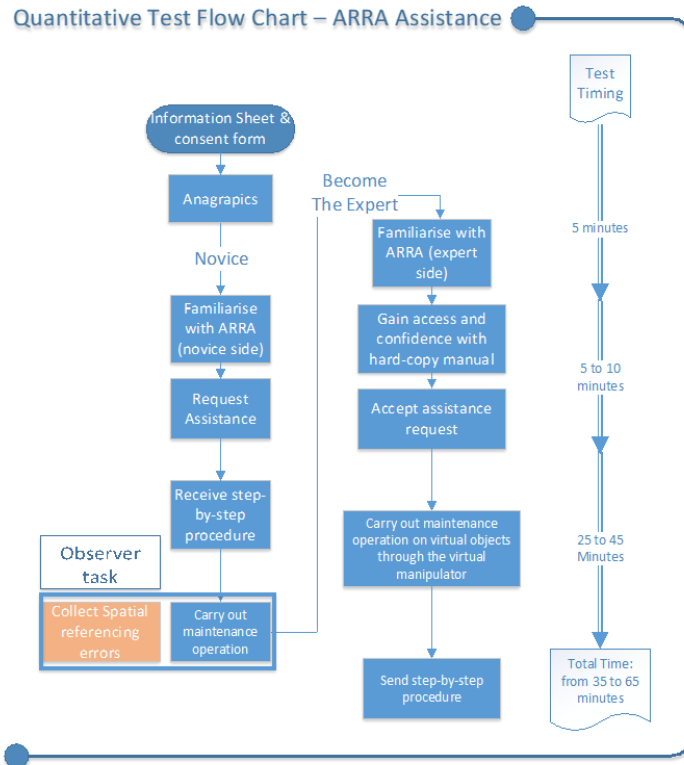 Quantitative Test Flow Chart – ARRA Assistance
Test
Timing
Information Sheet &
consent form
Anagrapics
Novice
Familiarise
with ARRA
(novice side)
Request
Assistance
Receive step-
by-step
procedure
Observer
task
Collect Spatial
referencing
errors
Carry out
maintenance
operation
Become
The Expert
Familiarise with
ARRA (expert
side)
Gain access and
confidence with
hard-copy manual
Accept assistance
request
Carry out maintenance
operation on virtual objects
through the virtual
manipulator
Send step-by-step
procedure
5 minutes
5 to 10
minutes
25 to 45
Minutes
Total Time:
from 35 to 65
minutes